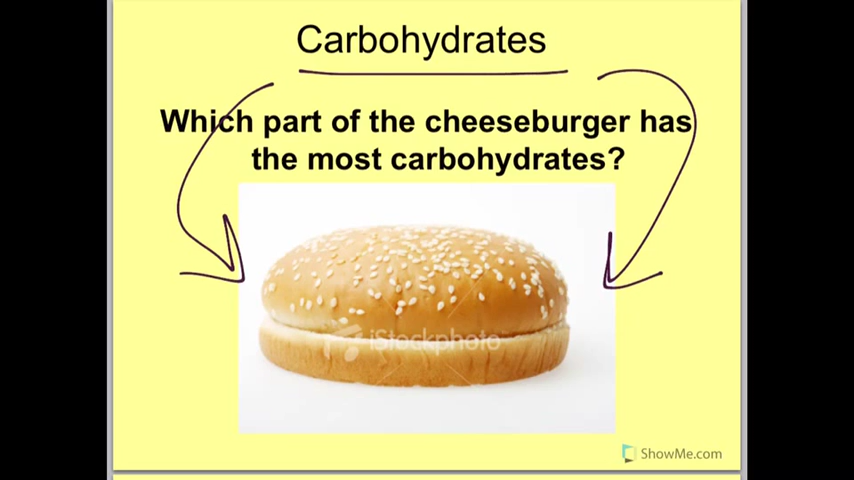 Carbohydrates
Which part of the cheeseburger has
the most carbohydrates?
iStockphoto
ShowMe.com